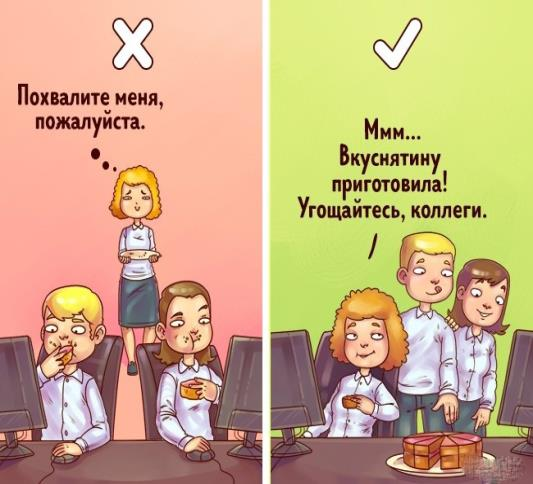 Похвалите меня,
пожалуйста.
Ммм...
Вкуснятину
приготовила!
Угощайтесь, коллеги.